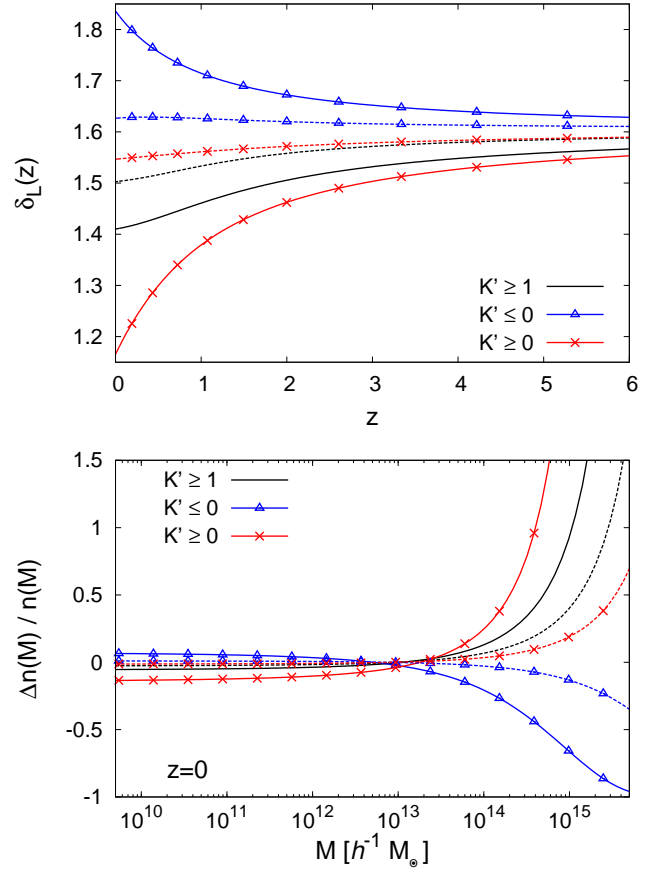 δ_L(z)
1.8
1.7
1.6
1.5
1.4
1.3
1.2
K' ≥ 1
K' ≤ 0
K' ≥ 0
0 1 2 3 4 5 6
z
Δn(M) / n(M)
1.5
1
0.5
0
-0.5
-1
K' ≥ 1
K' ≤ 0
K' ≥ 0
z=0
10^10 10^11 10^12 10^13 10^14 10^15
M [h^-1 M_⊙]